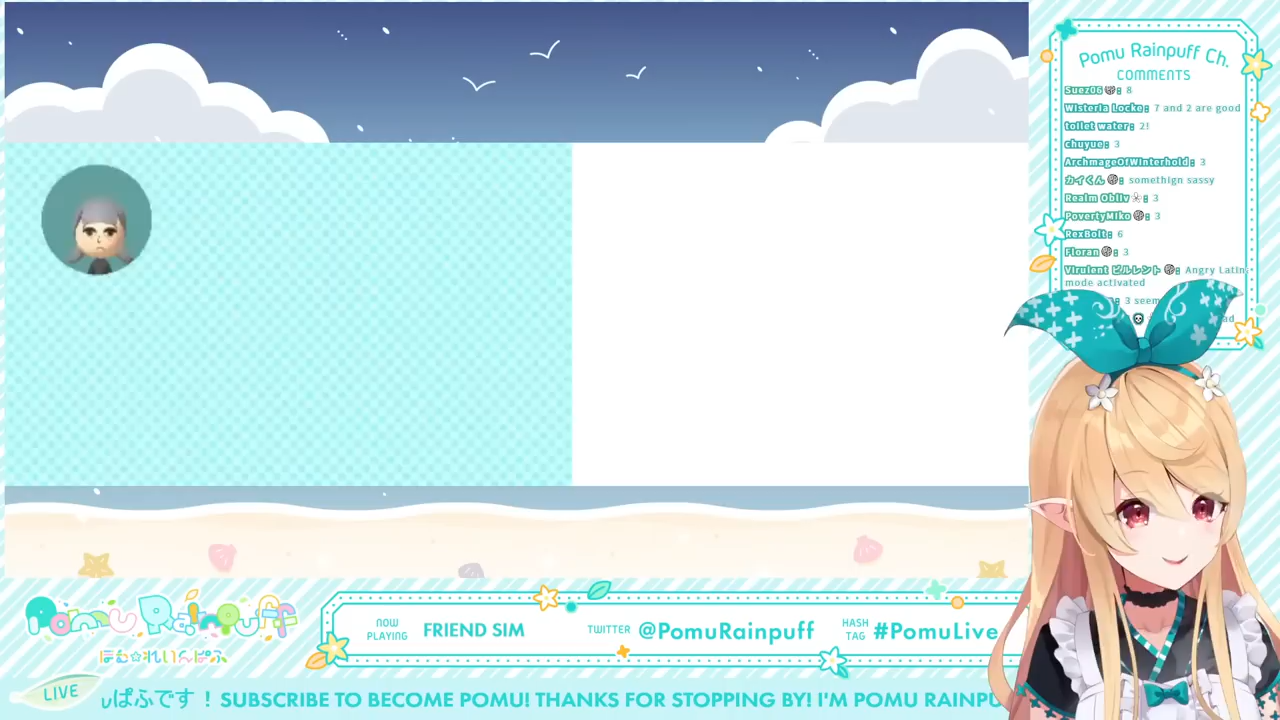 Pomu Rainpuff Ch.
COMMENTS
Suez06: 8
Wisteria Locke: 7 and 2 are good
toilet water: 2!
chuyue: 3
ArchmageOfWinterhold: 3
カイくん: somethign sassy
Realm Obliv: 3
PovertyMiko: 3
RexBolt: 6
Floran: 3
Virulent ビルレント: Angry Latin
mode activated
: 3 seem
ad
Pomu Rainpuff
ぽむ☆れいんぱふ
NOW
PLAYING
FRIEND SIM
TWITTER
@PomuRainpuff
HASH
TAG
#PomuLive
LIVE
ぱふです！SUBSCRIBE TO BECOME POMU! THANKS FOR STOPPING BY! I'M POMU RAINPU